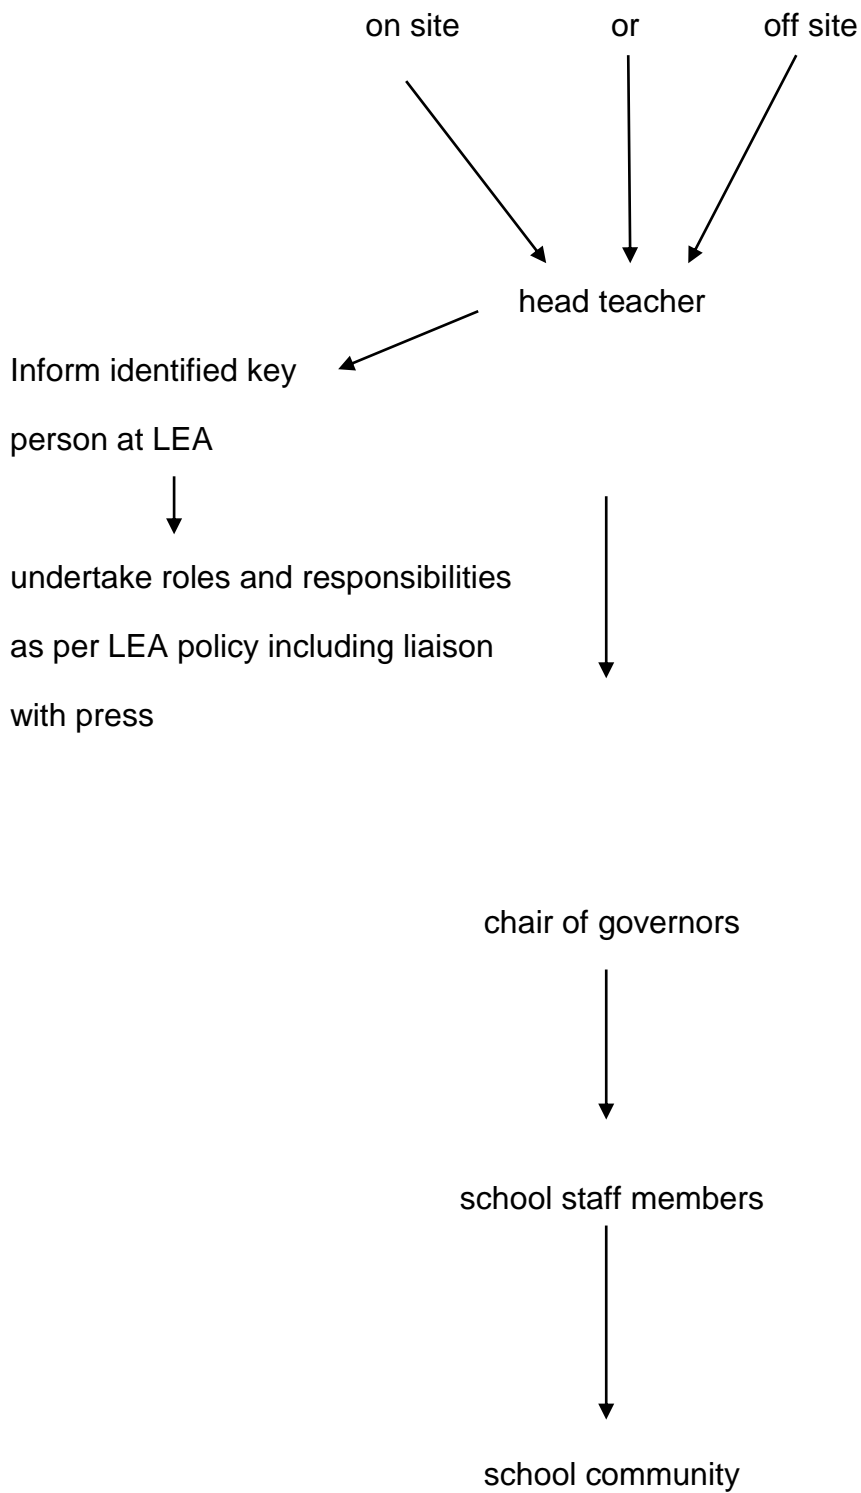 on site or off site
head teacher
Inform identified key
person at LEA
undertake roles and responsibilities
as per LEA policy including liaison
with press
chair of governors
school staff members
school community